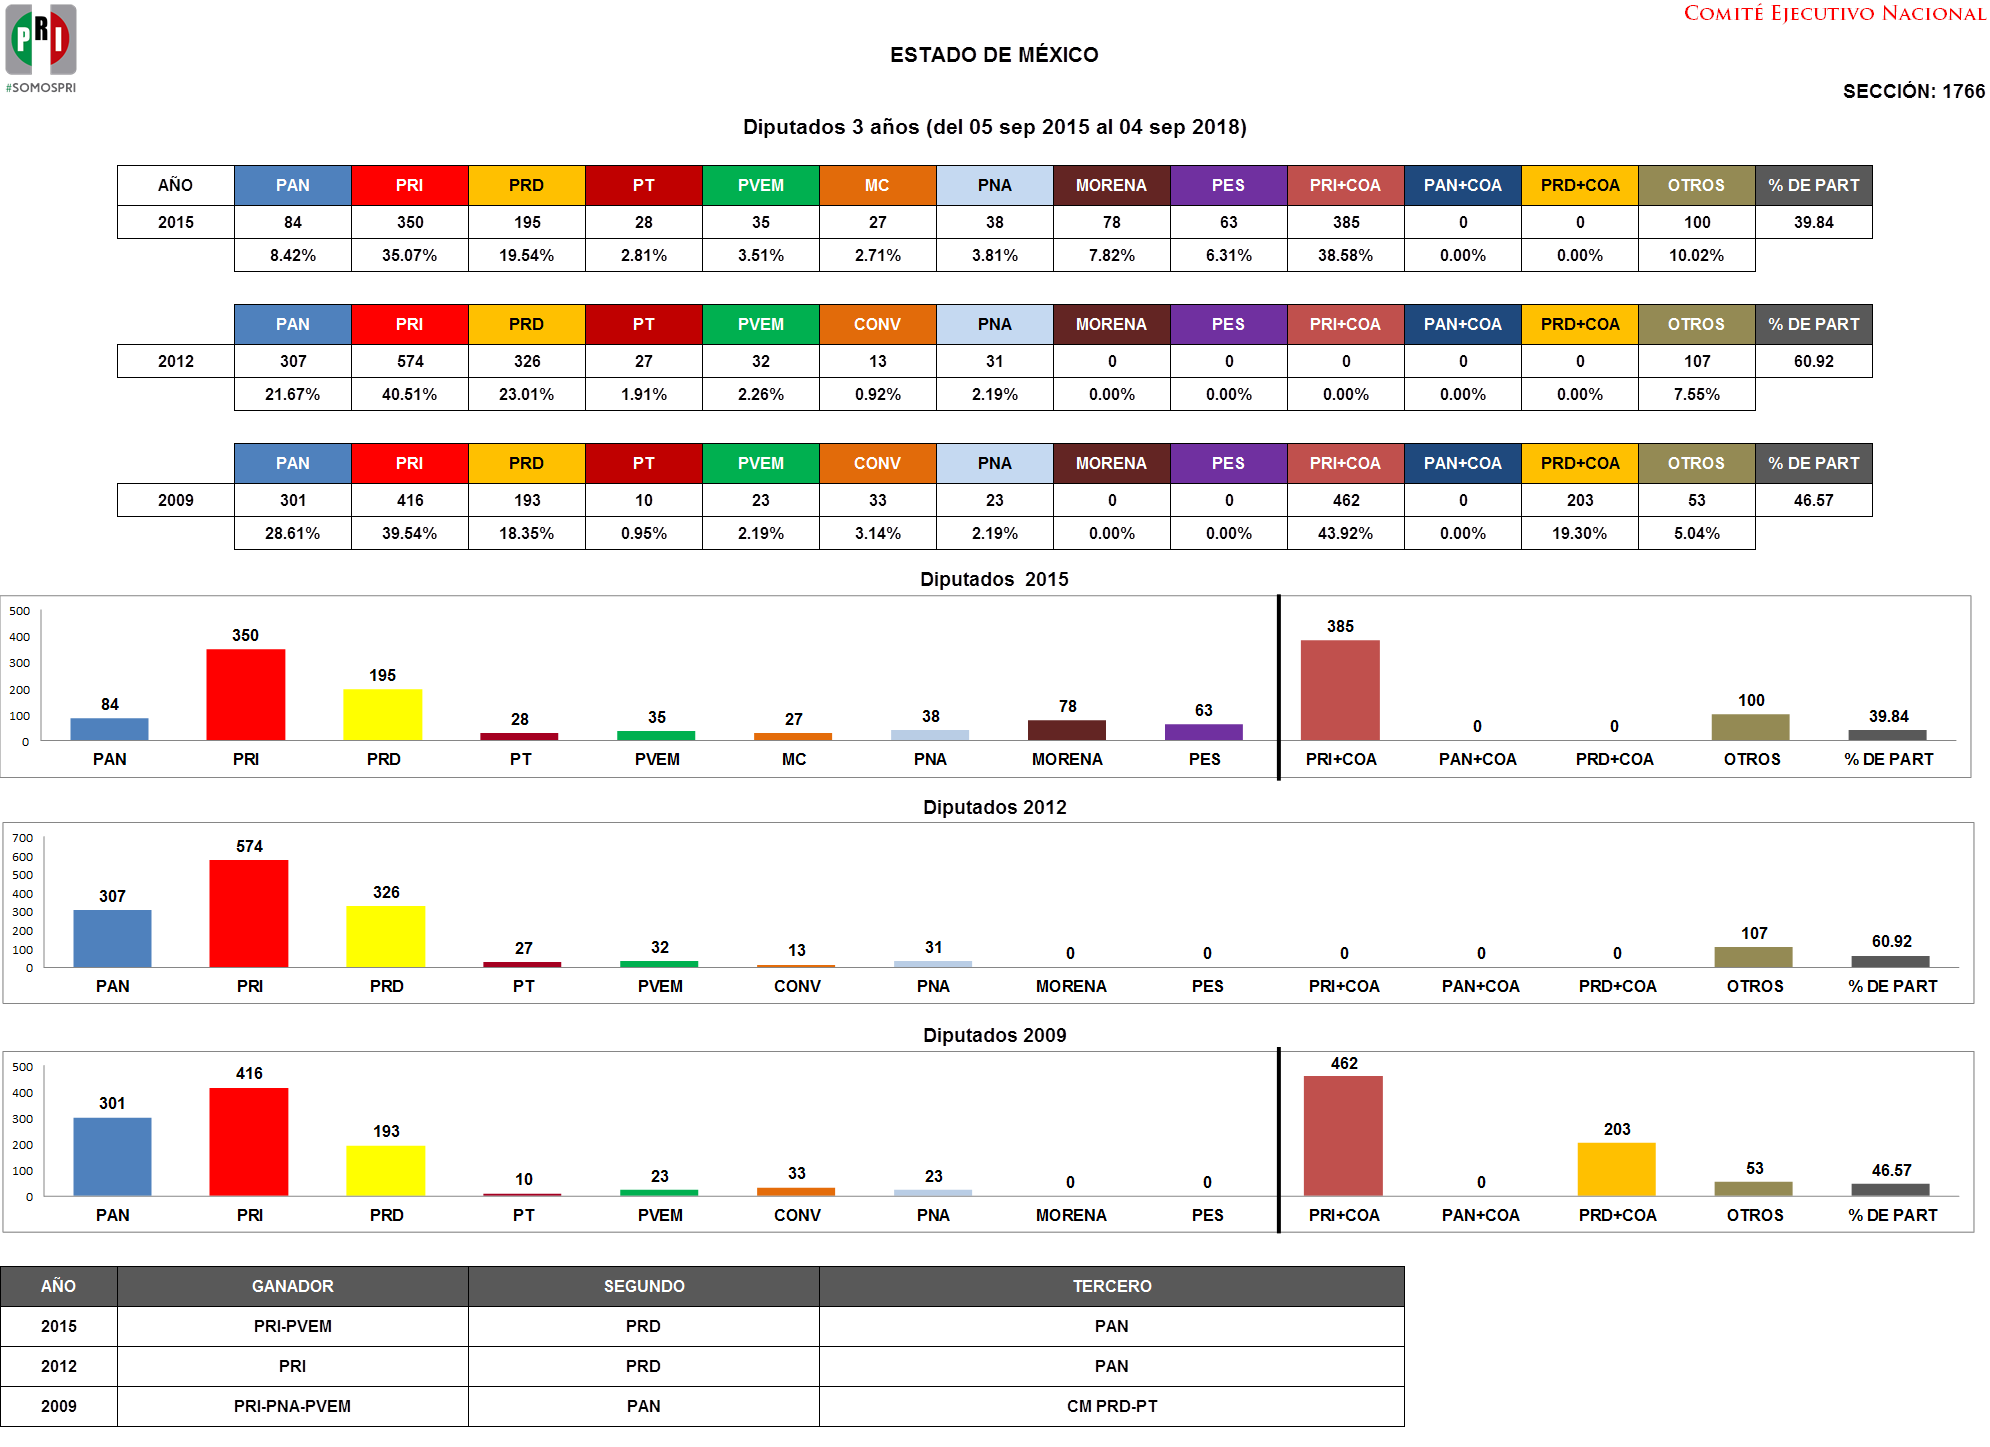 PRI
#SOMOSPRI
COMITÉ EJECUTIVO NACIONAL
ESTADO DE MÉXICO
SECCIÓN: 1766
Diputados 3 años (del 05 sep 2015 al 04 sep 2018)
AÑO PAN PRI PRD PT PVEM MC PNA MORENA PES PRI+COA PAN+COA PRD+COA OTROS % DE PART
2015 84 350 195 28 35 27 38 78 63 385 0 0 100 39.84
8.42% 35.07% 19.54% 2.81% 3.51% 2.71% 3.81% 7.82% 6.31% 38.58% 0.00% 0.00% 10.02%
PAN PRI PRD PT PVEM CONV PNA MORENA PES PRI+COA PAN+COA PRD+COA OTROS % DE PART
2012 307 574 326 27 32 13 31 0 0 0 0 0 107 60.92
21.67% 40.51% 23.01% 1.91% 2.26% 0.92% 2.19% 0.00% 0.00% 0.00% 0.00% 0.00% 7.55%
PAN PRI PRD PT PVEM CONV PNA MORENA PES PRI+COA PAN+COA PRD+COA OTROS % DE PART
2009 301 416 193 10 23 33 23 0 0 462 0 203 53 46.57
28.61% 39.54% 18.35% 0.95% 2.19% 3.14% 2.19% 0.00% 0.00% 43.92% 0.00% 19.30% 5.04%
Diputados 2015
500
400
300
200
100
0
84 350 195 28 35 27 38 78 63 385 0 0 100 39.84
PAN PRI PRD PT PVEM MC PNA MORENA PES PRI+COA PAN+COA PRD+COA OTROS % DE PART
Diputados 2012
700
600
500
400
300
200
100
0
307 574 326 27 32 13 31 0 0 0 0 0 107 60.92
PAN PRI PRD PT PVEM CONV PNA MORENA PES PRI+COA PAN+COA PRD+COA OTROS % DE PART
Diputados 2009
500
400
300
200
100
0
301 416 193 10 23 33 23 0 0 462 0 203 53 46.57
PAN PRI PRD PT PVEM CONV PNA MORENA PES PRI+COA PAN+COA PRD+COA OTROS % DE PART
AÑO GANADOR SEGUNDO TERCERO
2015 PRI-PVEM PRD PAN
2012 PRI PRD PAN
2009 PRI-PNA-PVEM PAN CM PRD-PT